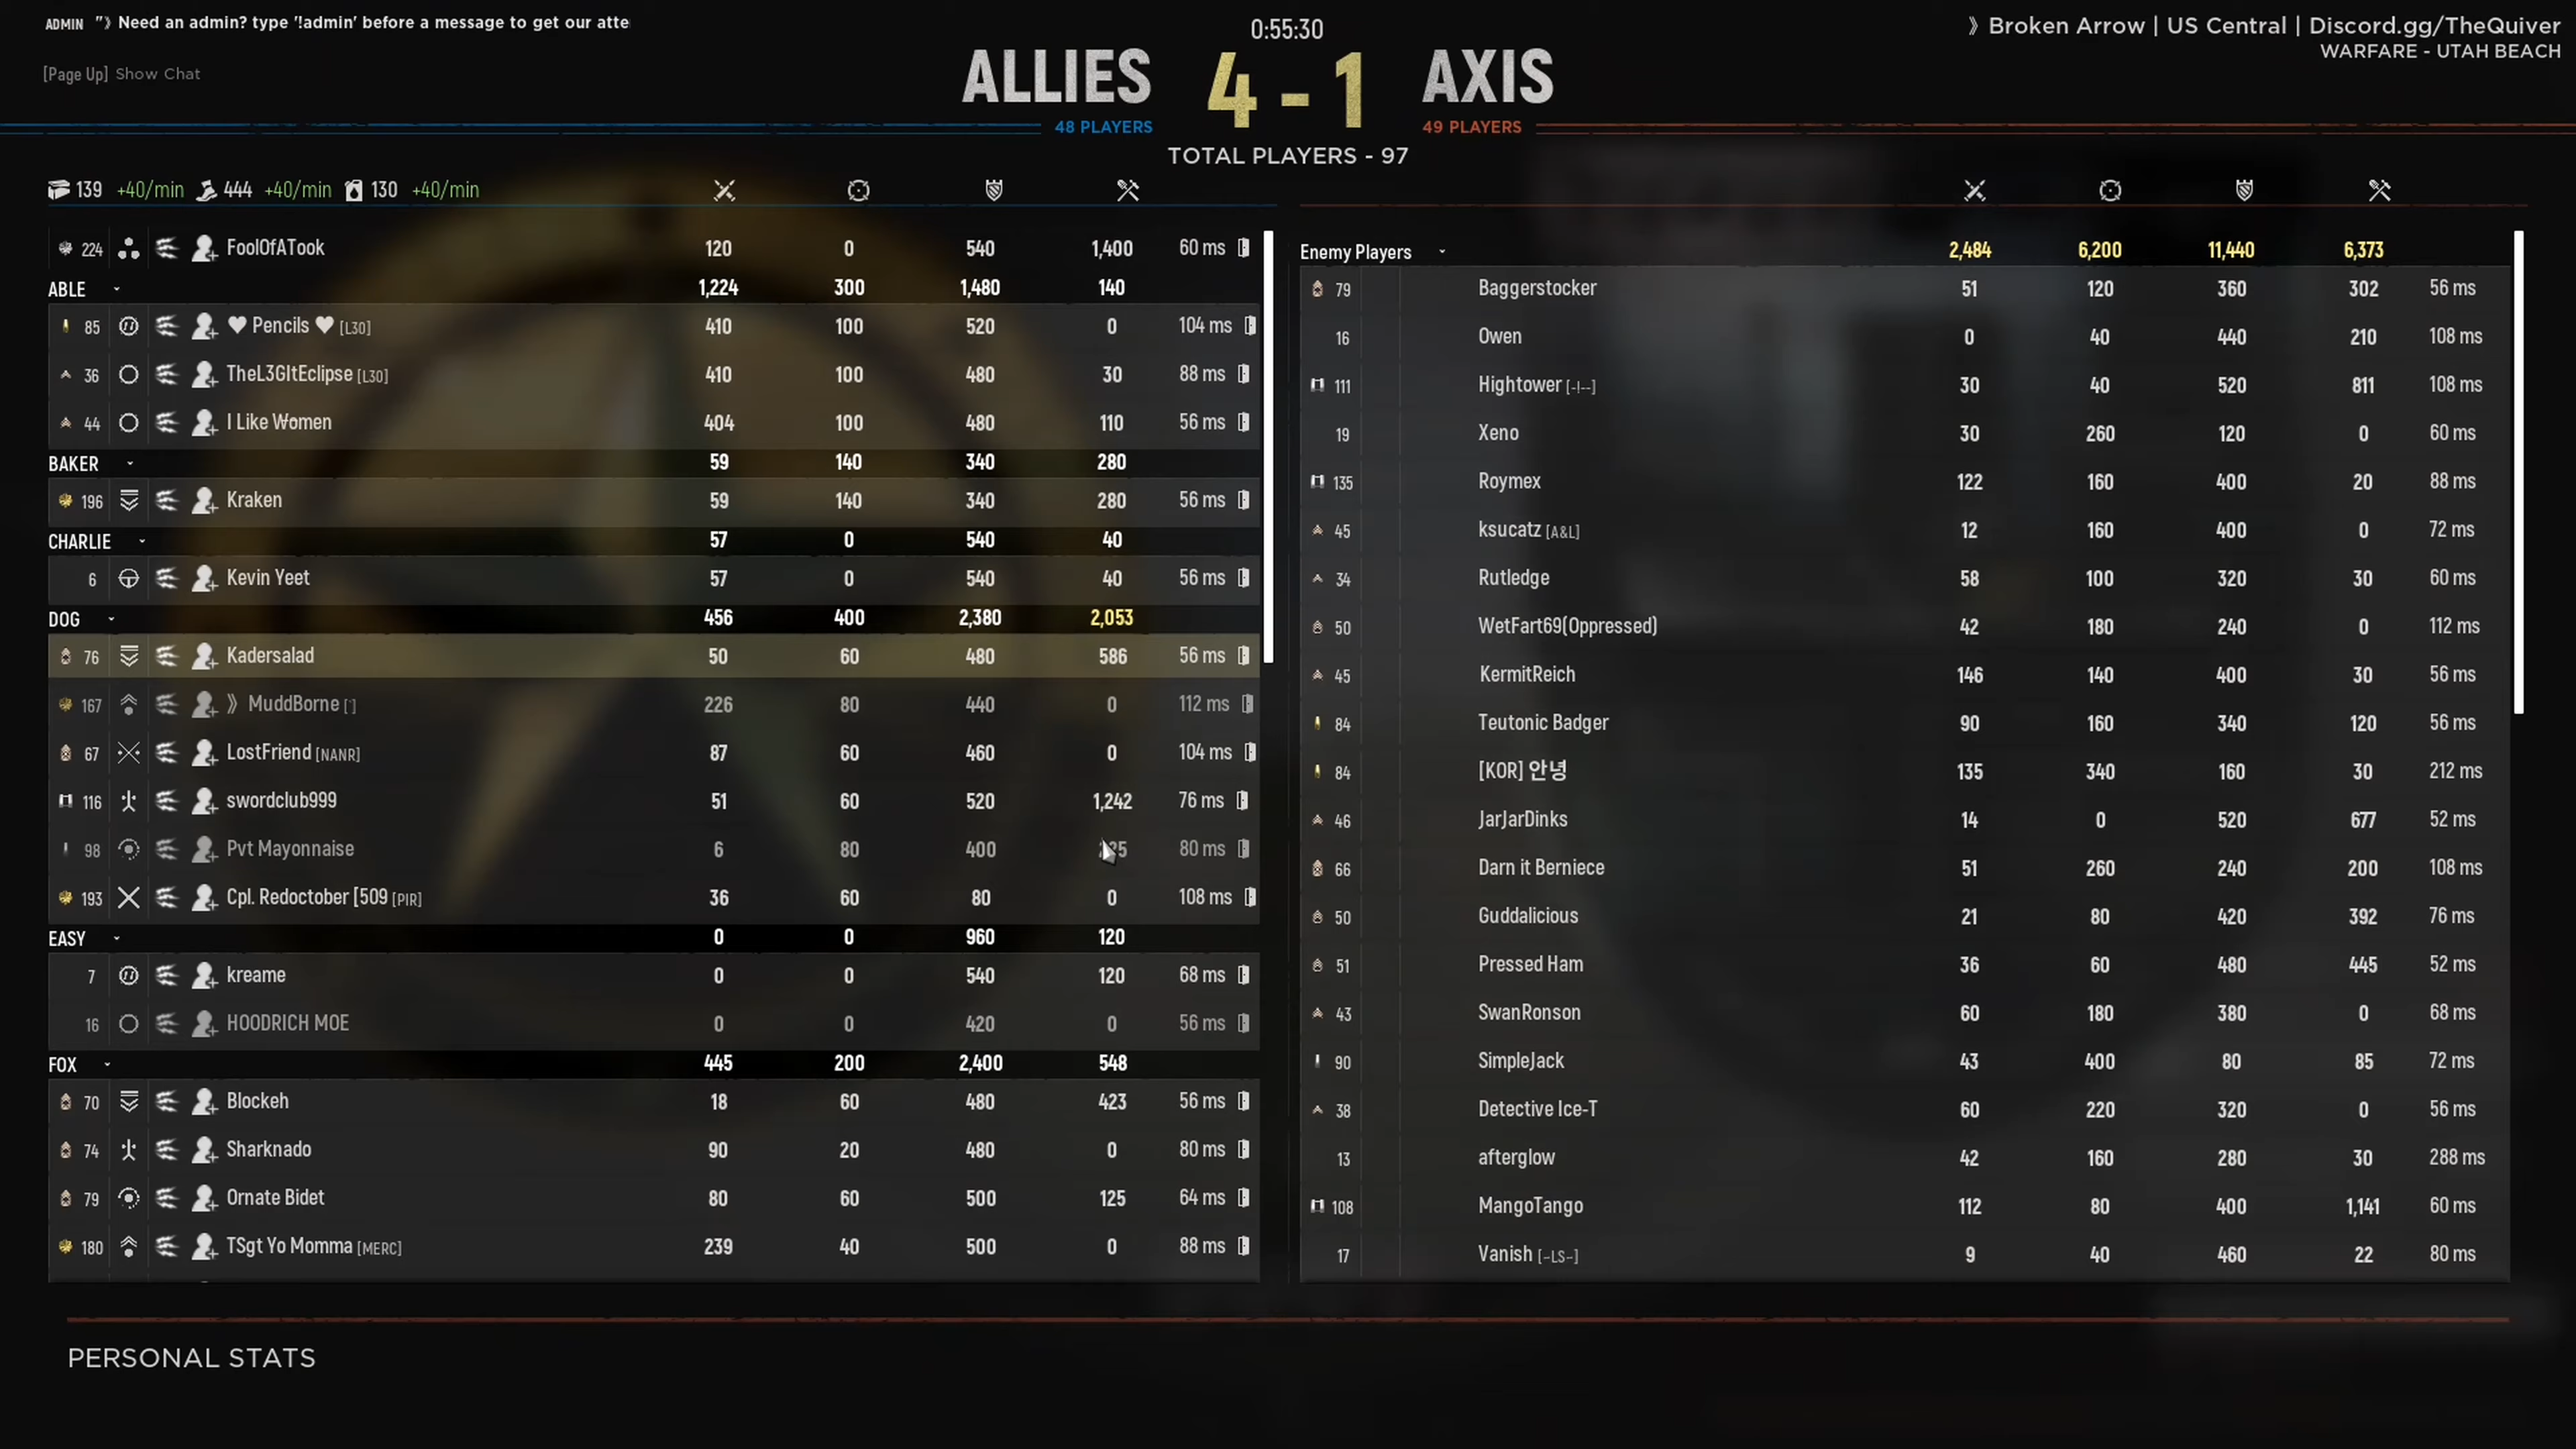 ADMIN "》Need an admin? type '!admin' before a message to get our atte
[Page Up] Show Chat
0:55:30
ALLIES 4 - 1 AXIS
48 PLAYERS 49 PLAYERS
TOTAL PLAYERS - 97
》Broken Arrow | US Central | Discord.gg/TheQuiver
WARFARE - UTAH BEACH
139 +40/min 444 +40/min 130 +40/min
224 FoolOfATook 120 0 540 1,400 60 ms
ABLE 1,224 300 1,480 140
85 ♥ Pencils ♥ [L30] 410 100 520 0 104 ms
36 TheL3GItEclipse [L30] 410 100 480 30 88 ms
44 I Like Women 404 100 480 110 56 ms
BAKER 59 140 340 280
196 Kraken 59 140 340 280 56 ms
CHARLIE 57 0 540 40
6 Kevin Yeet 57 0 540 40 56 ms
DOG 456 400 2,380 2,053
76 Kadersalad 50 60 480 586 56 ms
167 》MuddBorne 226 80 440 0 112 ms
67 LostFriend [NANR] 87 60 460 0 104 ms
116 swordclub999 51 60 520 1,242 76 ms
98 Pvt Mayonnaise 6 80 400 80 ms
193 Cpl. Redoctober [509 [PIR] 36 60 80 0 108 ms
EASY 0 0 960 120
7 kreame 0 0 540 120 68 ms
16 HOODRICH MOE 0 0 420 0 56 ms
FOX 445 200 2,400 548
70 Blockeh 18 60 480 423 56 ms
74 Sharknado 90 20 480 0 80 ms
79 Ornate Bidet 80 60 500 125 64 ms
180 TSgt Yo Momma [MERC] 239 40 500 0 88 ms
Enemy Players 2,484 6,200 11,440 6,373
79 Baggerstocker 51 120 360 302 56 ms
16 Owen 0 40 440 210 108 ms
111 Hightower [-!--] 30 40 520 811 108 ms
19 Xeno 30 260 120 0 60 ms
135 Roymex 122 160 400 20 88 ms
45 ksucatz [A&L] 12 160 400 0 72 ms
34 Rutledge 58 100 320 30 60 ms
50 WetFart69(Oppressed) 42 180 240 0 112 ms
45 KermitReich 146 140 400 30 56 ms
84 Teutonic Badger 90 160 340 120 56 ms
84 [KOR] 안녕 135 340 160 30 212 ms
46 JarJarDinks 14 0 520 677 52 ms
66 Darn it Berniece 51 260 240 200 108 ms
50 Guddalicious 21 80 420 392 76 ms
51 Pressed Ham 36 60 480 445 52 ms
43 SwanRonson 60 180 380 0 68 ms
90 SimpleJack 43 400 80 85 72 ms
38 Detective Ice-T 60 220 320 0 56 ms
13 afterglow 42 160 280 30 288 ms
108 MangoTango 112 80 400 1,141 60 ms
17 Vanish [-LS-] 9 40 460 22 80 ms
PERSONAL STATS